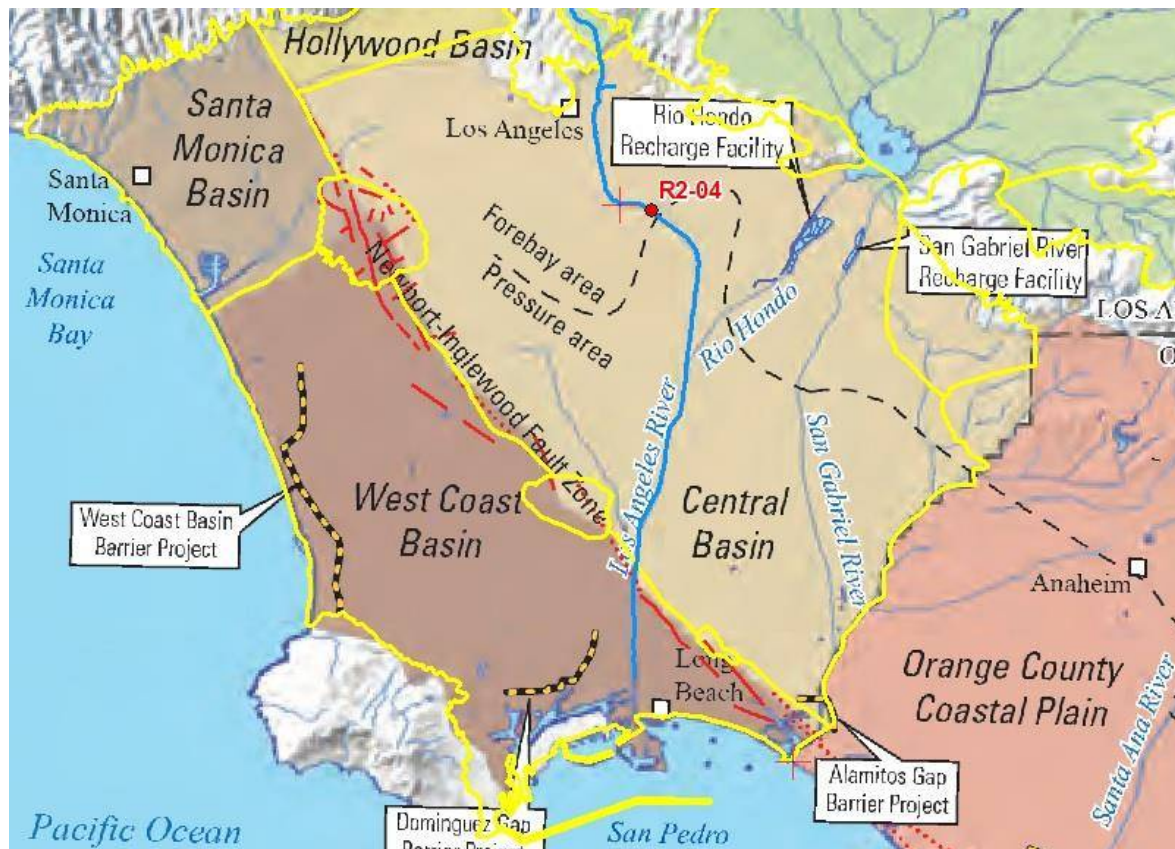 Hollywood Basin
Los Angeles
Rio Hondo
Recharge Facility
Santa
Monica
Basin
Santa
Monica
R2-04
Santa
Monica
Bay
Forebay area
Pressure area
San Gabriel River
Recharge Facility
Newport-Inglewood Fault Zone
Rio Hondo
LOS A
O
Los Angeles River
San Gabriel River
West Coast Basin
Barrier Project
West Coast
Basin
Central
Basin
Anaheim
Long
Beach
Orange County
Coastal Plain
Santa Ana River
Alamitos Gap
Barrier Project
Dominguez Gap
Barrier Project
Pacific Ocean
San Pedro